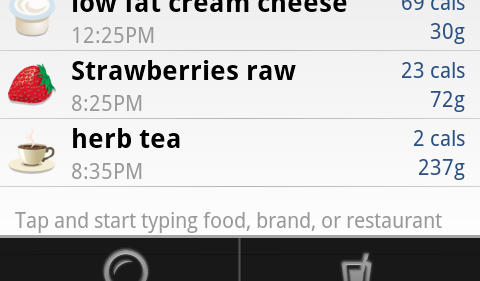 low fat cream cheese 69 cals
12:25PM 30g
Strawberries raw 23 cals
8:25PM 72g
herb tea 2 cals
8:35PM 237g
Tap and start typing food, brand, or restaurant